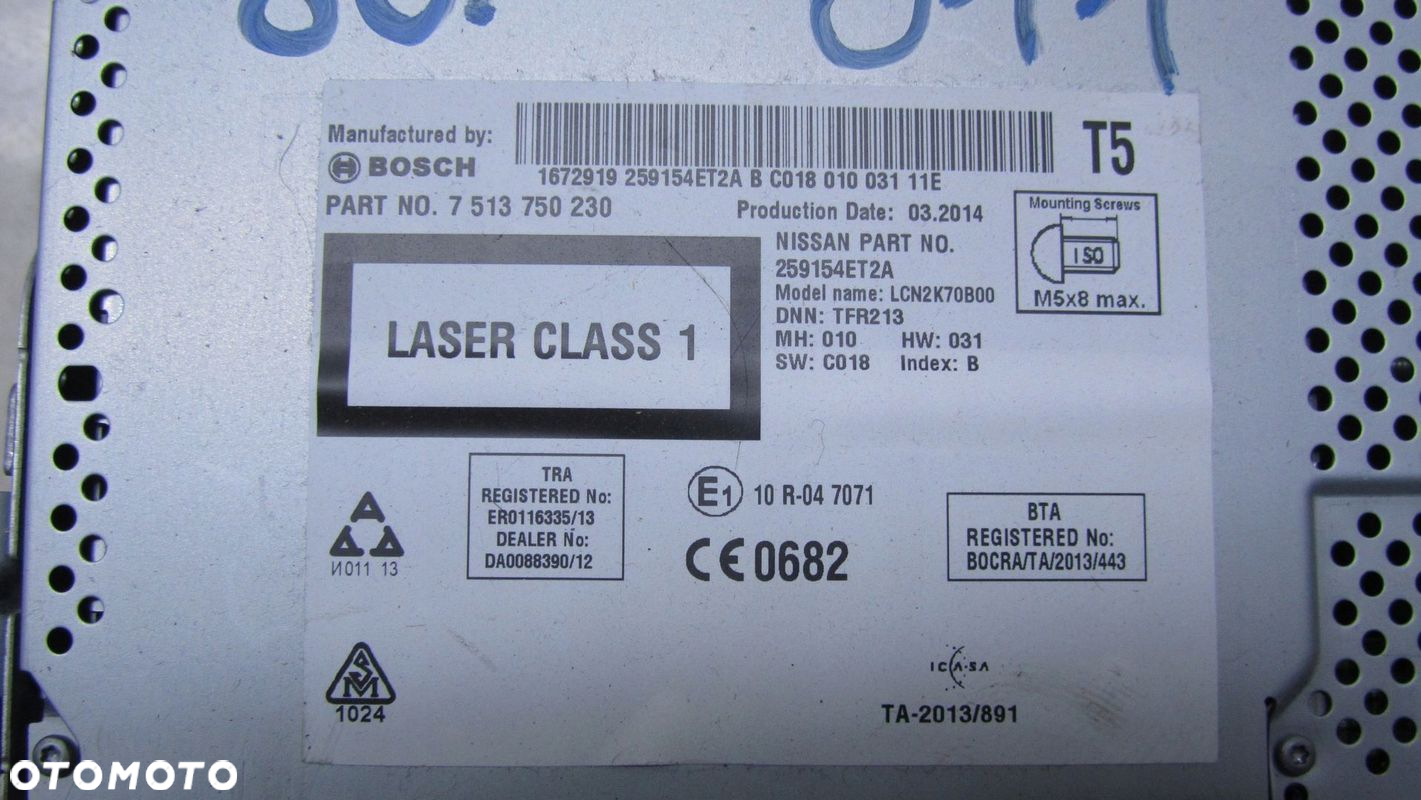 Manufactured by:
BOSCH
1672919 259154ET2A B C018 010 031 11E
T5
PART NO. 7 513 750 230
Production Date: 03.2014
Mounting Screws
ISO
M5x8 max.
NISSAN PART NO.
259154ET2A
Model name: LCN2K70B00
DNN: TFR213
MH: 010 HW: 031
SW: C018 Index: B
LASER CLASS 1
TRA
REGISTERED No:
ER0116335/13
DEALER No:
DA0088390/12
E1 10 R-04 7071
CE0682
BTA
REGISTERED No:
BOCRA/TA/2013/443
И011 13
SM
1024
ICASA
TA-2013/891
OTOMOTO